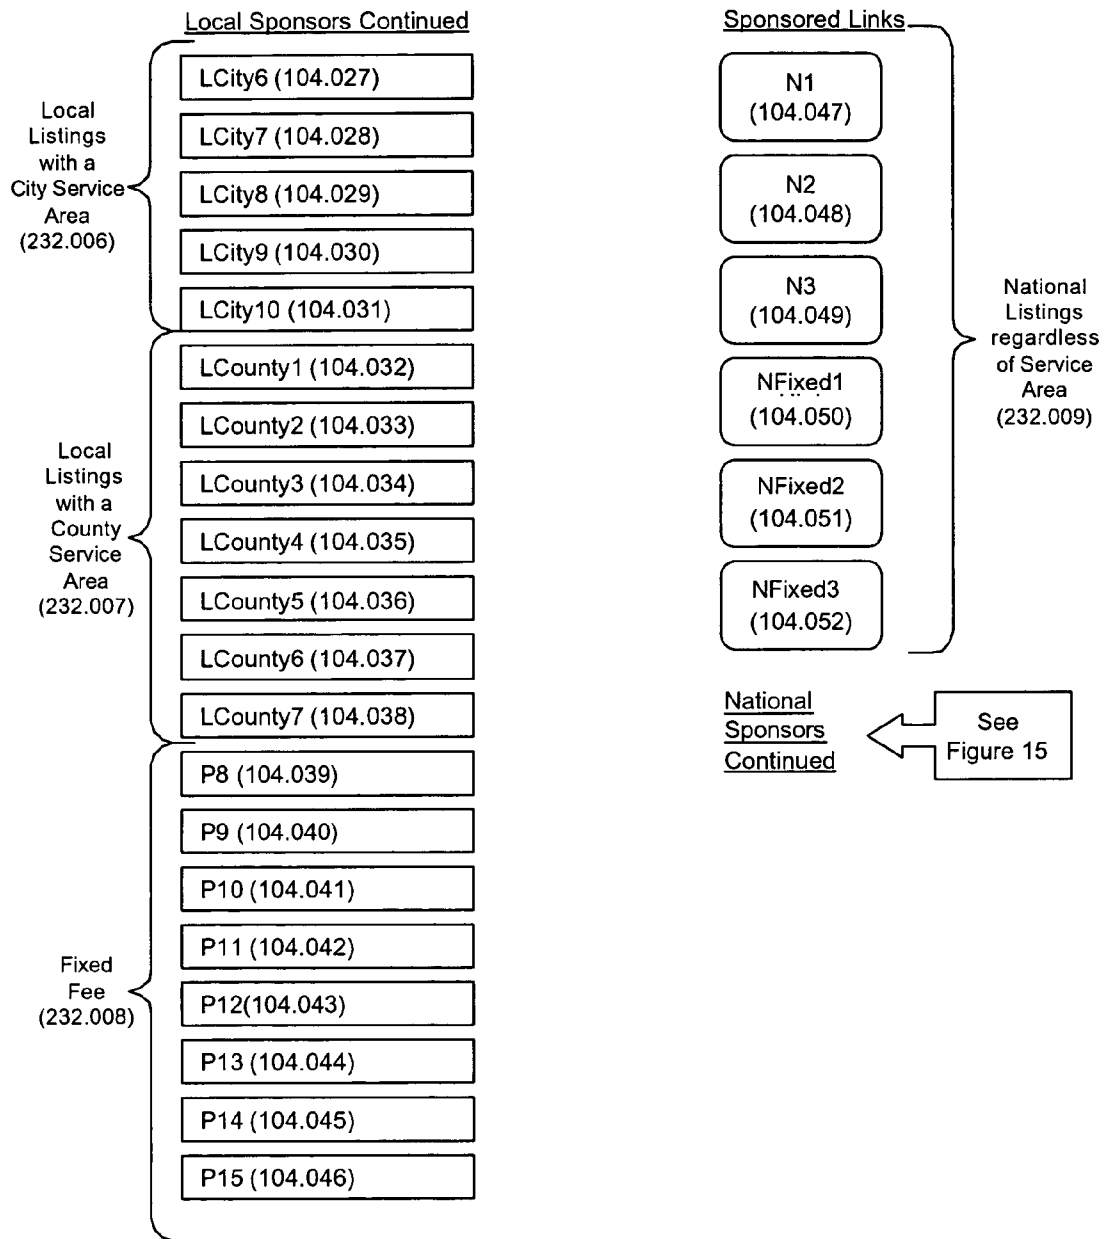 Local Sponsors Continued
Local
Listings
with a
City Service
Area
(232.006)
LCity6 (104.027)
LCity7 (104.028)
LCity8 (104.029)
LCity9 (104.030)
LCity10 (104.031)
Local
Listings
with a
County
Service
Area
(232.007)
LCounty1 (104.032)
LCounty2 (104.033)
LCounty3 (104.034)
LCounty4 (104.035)
LCounty5 (104.036)
LCounty6 (104.037)
LCounty7 (104.038)
Fixed
Fee
(232.008)
P8 (104.039)
P9 (104.040)
P10 (104.041)
P11 (104.042)
P12(104.043)
P13 (104.044)
P14 (104.045)
P15 (104.046)
Sponsored Links
N1
(104.047)
N2
(104.048)
N3
(104.049)
NFixed1
(104.050)
NFixed2
(104.051)
NFixed3
(104.052)
National
Listings
regardless
of Service
Area
(232.009)
National
Sponsors
Continued
See
Figure 15